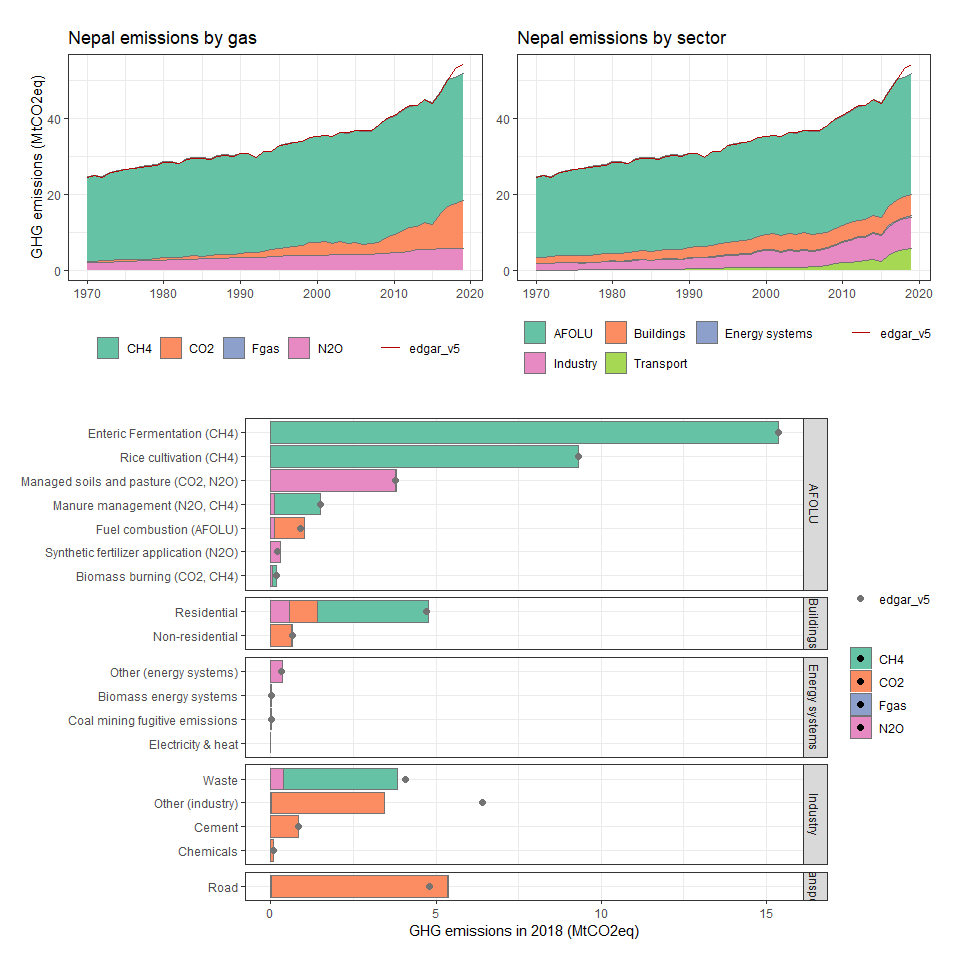 Nepal emissions by gas
Nepal emissions by sector
GHG emissions (MtCO2eq)
40
20
0
1970 1980 1990 2000 2010 2020
40
20
0
1970 1980 1990 2000 2010 2020
CH4 CO2 Fgas N2O edgar_v5
AFOLU Buildings Energy systems edgar_v5
Industry Transport
Enteric Fermentation (CH4)
Rice cultivation (CH4)
Managed soils and pasture (CO2, N2O)
Manure management (N2O, CH4)
Fuel combustion (AFOLU)
Synthetic fertilizer application (N2O)
Biomass burning (CO2, CH4)
AFOLU
Residential
Non-residential
Buildings
Other (energy systems)
Biomass energy systems
Coal mining fugitive emissions
Electricity & heat
Energy systems
Waste
Other (industry)
Cement
Chemicals
Industry
Road
anspo
0 5 10 15
GHG emissions in 2018 (MtCO2eq)
edgar_v5
CH4
CO2
Fgas
N2O